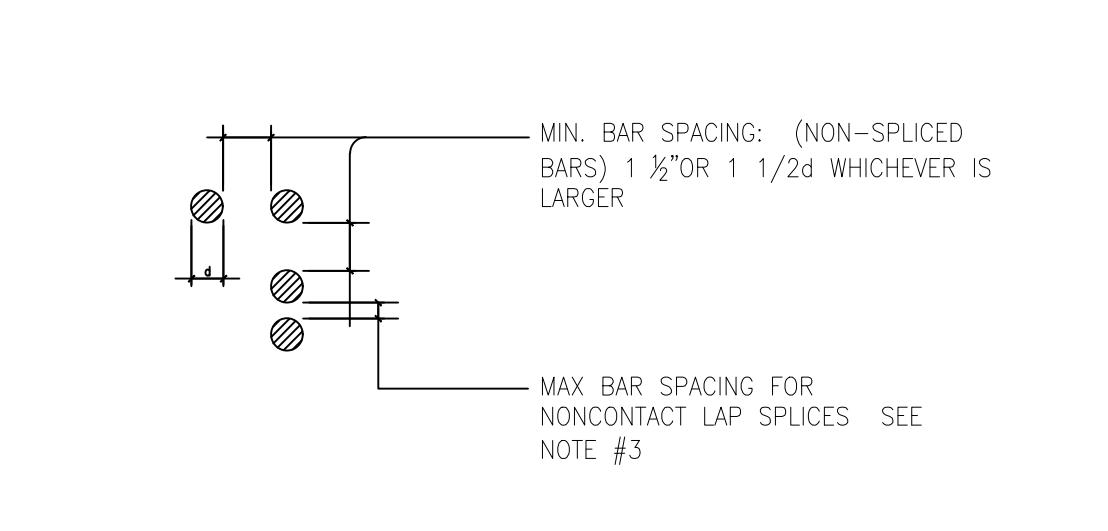 MIN. BAR SPACING: (NON-SPLICED
BARS) 1 ½"OR 1 1/2d WHICHEVER IS
LARGER
d
MAX BAR SPACING FOR
NONCONTACT LAP SPLICES SEE
NOTE #3